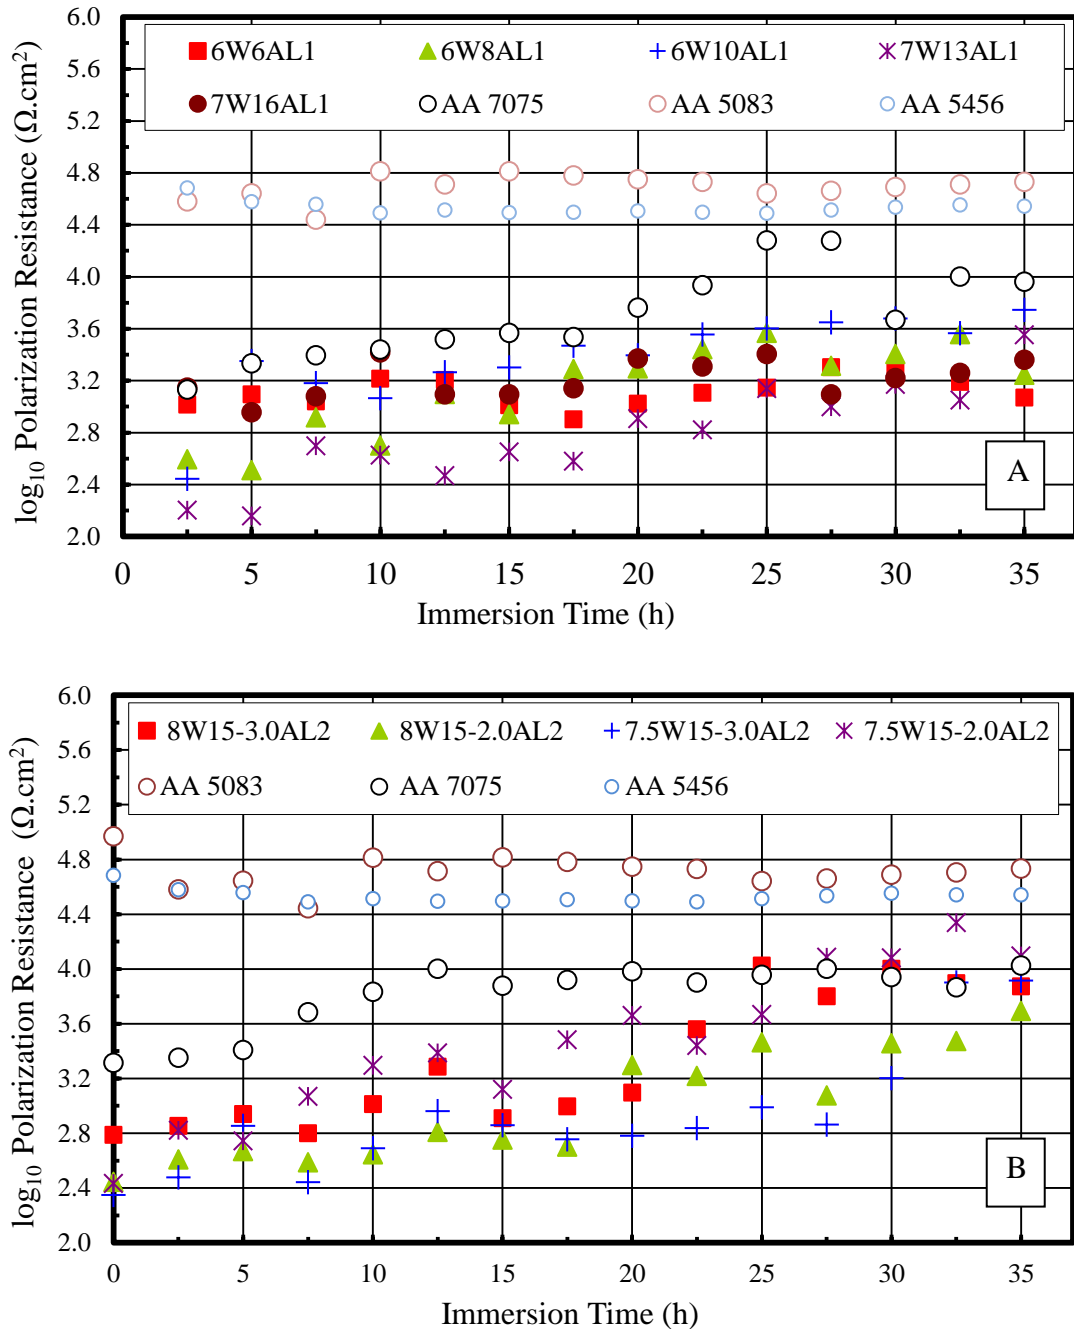 6.0
5.6
5.2
4.8
4.4
4.0
3.6
3.2
2.8
2.4
2.0
log10 Polarization Resistance (Ω.cm²)
6W6AL1 6W8AL1 6W10AL1 7W13AL1
7W16AL1 AA 7075 AA 5083 AA 5456
A
0 5 10 15 20 25 30 35
Immersion Time (h)
6.0
5.6
5.2
4.8
4.4
4.0
3.6
3.2
2.8
2.4
2.0
log10 Polarization Resistance (Ω.cm²)
8W15-3.0AL2 8W15-2.0AL2 7.5W15-3.0AL2 7.5W15-2.0AL2
AA 5083 AA 7075 AA 5456
B
0 5 10 15 20 25 30 35
Immersion Time (h)